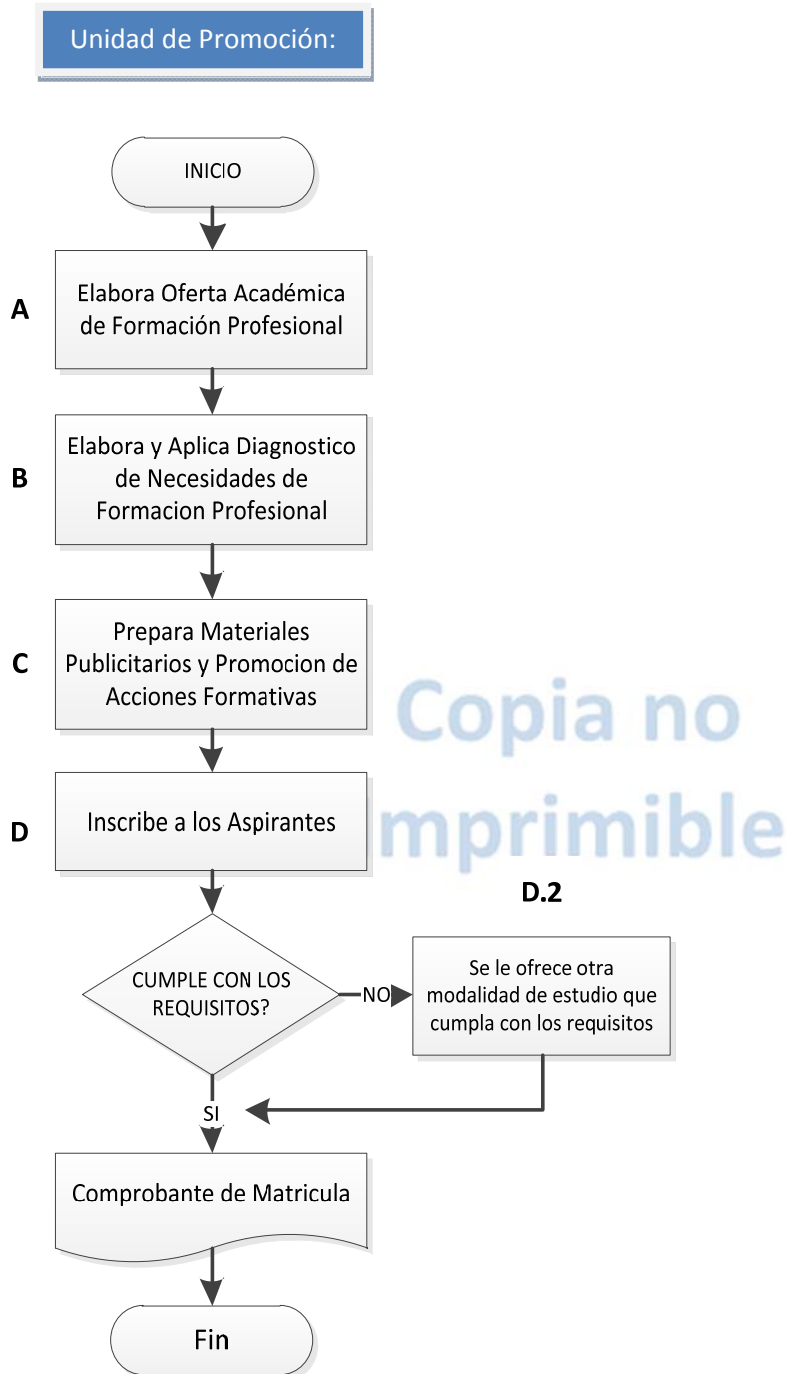 Unidad de Promoción:
INICIO
A
Elabora Oferta Académica
de Formación Profesional
B
Elabora y Aplica Diagnostico
de Necesidades de
Formacion Profesional
C
Prepara Materiales
Publicitarios y Promocion de
Acciones Formativas
Copia no
mprimible
D
Inscribe a los Aspirantes
D.2
CUMPLE CON LOS
REQUISITOS?
NO
Se le ofrece otra
modalidad de estudio que
cumpla con los requisitos
SI
Comprobante de Matricula
Fin